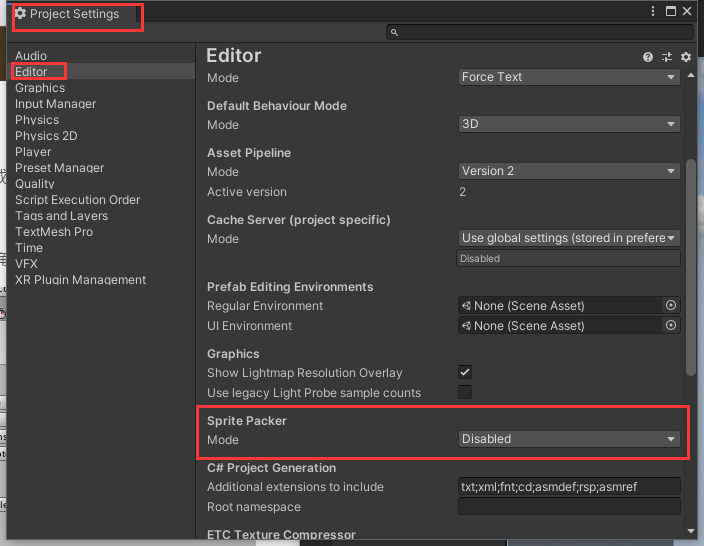 Project Settings
Audio
Editor
Graphics
Input Manager
Physics
Physics 2D
Player
Preset Manager
Quality
Script Execution Order
Tags and Layers
TextMesh Pro
Time
VFX
XR Plugin Management
Editor
Mode Force Text
Default Behaviour Mode
Mode 3D
Asset Pipeline
Mode Version 2
Active version 2
Cache Server (project specific)
Mode Use global settings (stored in prefere
Disabled
Prefab Editing Environments
Regular Environment None (Scene Asset)
UI Environment None (Scene Asset)
Graphics
Show Lightmap Resolution Overlay
Use legacy Light Probe sample counts
Sprite Packer
Mode Disabled
C# Project Generation
Additional extensions to include txt;xml;fnt;cd;asmdef;rsp;asmref
Root namespace
ETC Texture Compressor